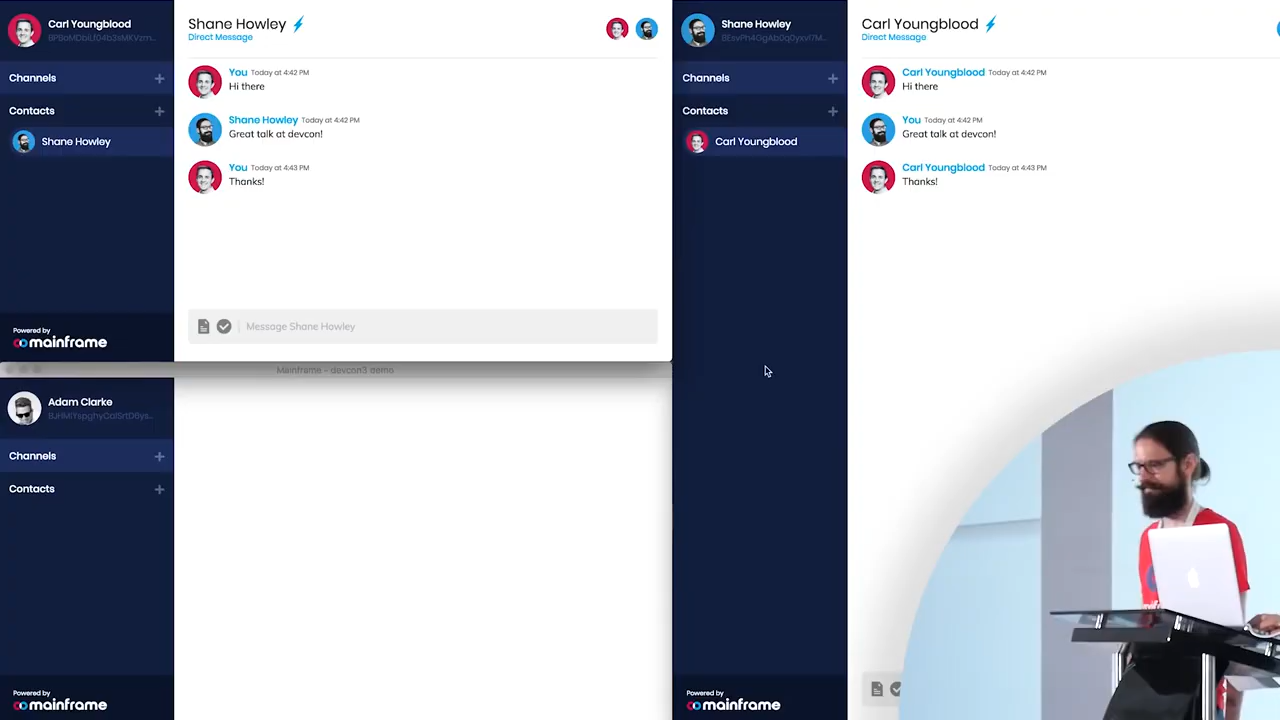 Carl Youngblood
Channels
Contacts
Shane Howley
Powered by
mainframe
Shane Howley
Direct Message
You Today at 4:42 PM
Hi there
Shane Howley Today at 4:42 PM
Great talk at devcon!
You Today at 4:43 PM
Thanks!
Message Shane Howley
Shane Howley
Channels
Contacts
Carl Youngblood
Powered by
mainframe
Carl Youngblood
Direct Message
Carl Youngblood Today at 4:42 PM
Hi there
You Today at 4:42 PM
Great talk at devcon!
Carl Youngblood Today at 4:43 PM
Thanks!
Mainframe - devcon3 demo
Adam Clarke
Channels
Contacts
Powered by
mainframe